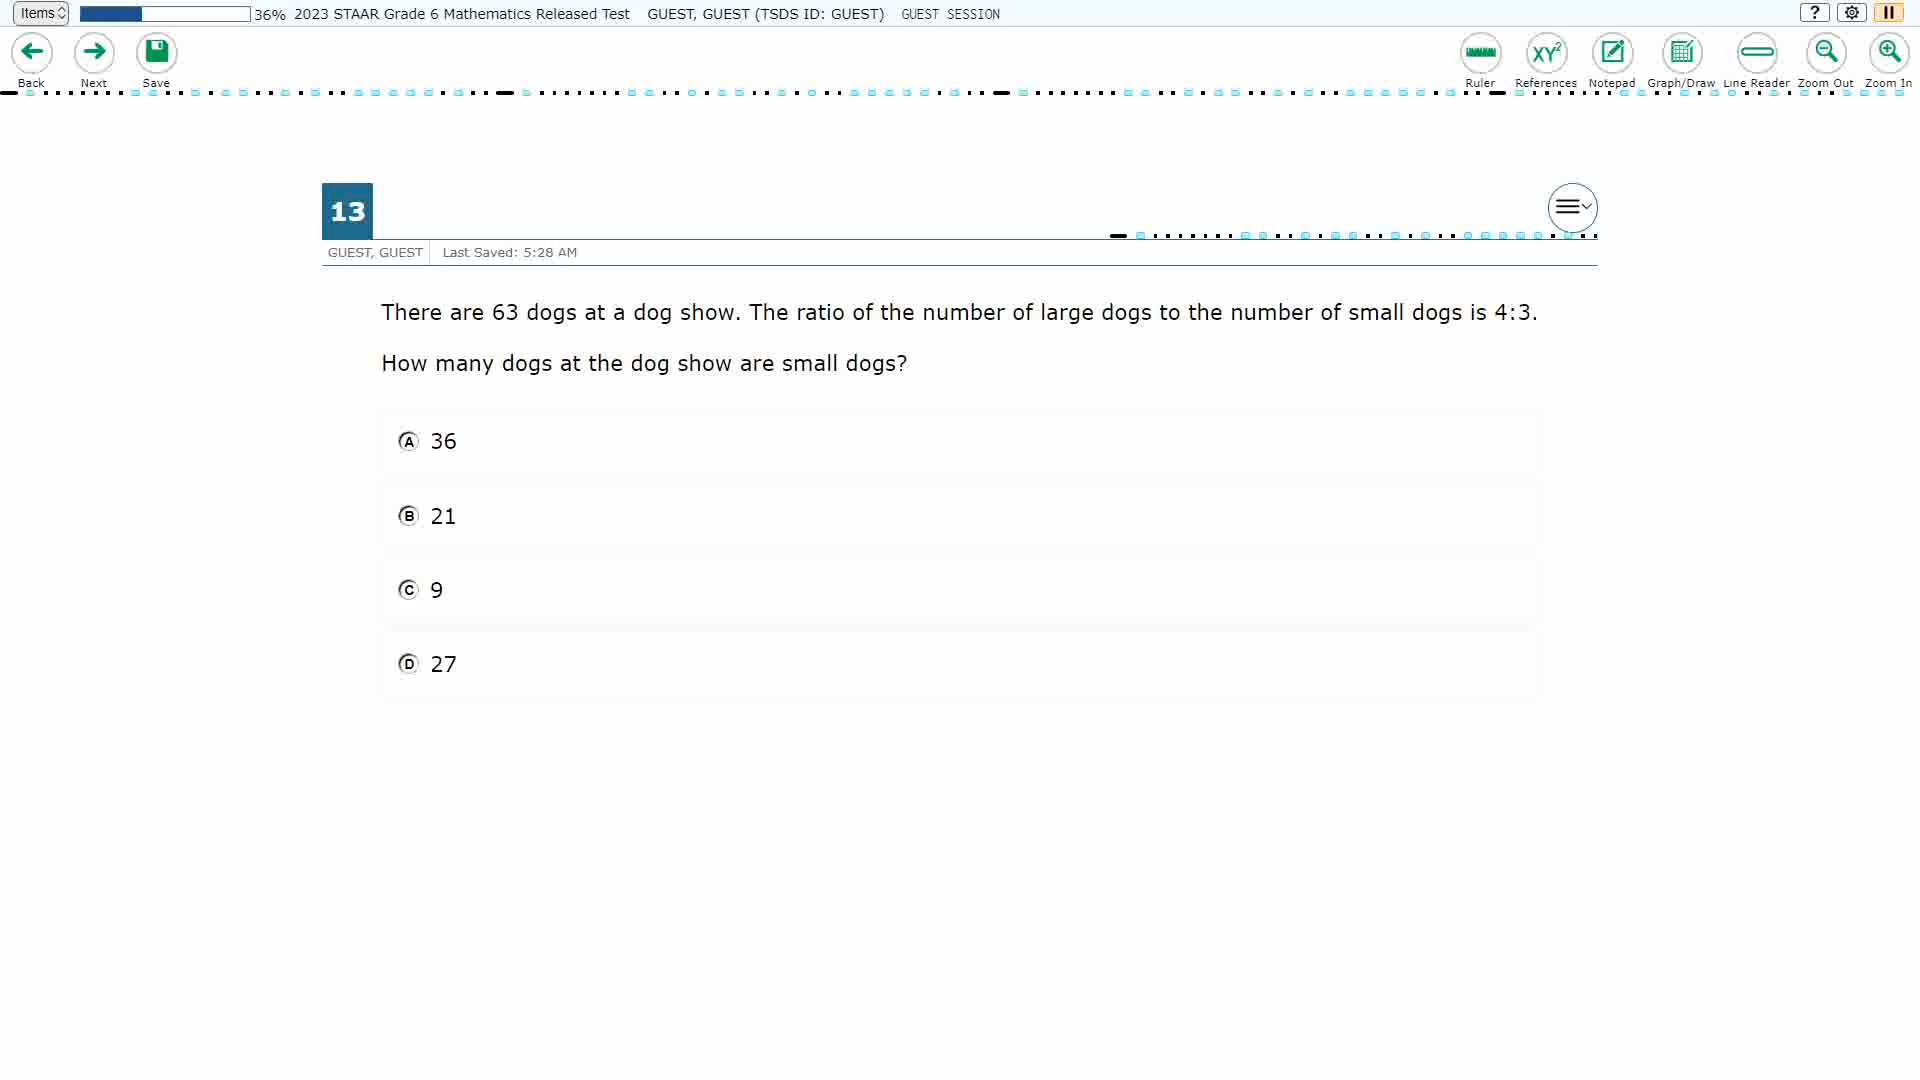 Items 36% 2023 STAAR Grade 6 Mathematics Released Test GUEST, GUEST (TSDS ID: GUEST) GUEST SESSION ?
XY²
Back Next Save Ruler References Notepad Graph/Draw Line Reader Zoom Out Zoom In
13
GUEST, GUEST Last Saved: 5:28 AM
There are 63 dogs at a dog show. The ratio of the number of large dogs to the number of small dogs is 4:3.
How many dogs at the dog show are small dogs?
A 36
B 21
C 9
D 27